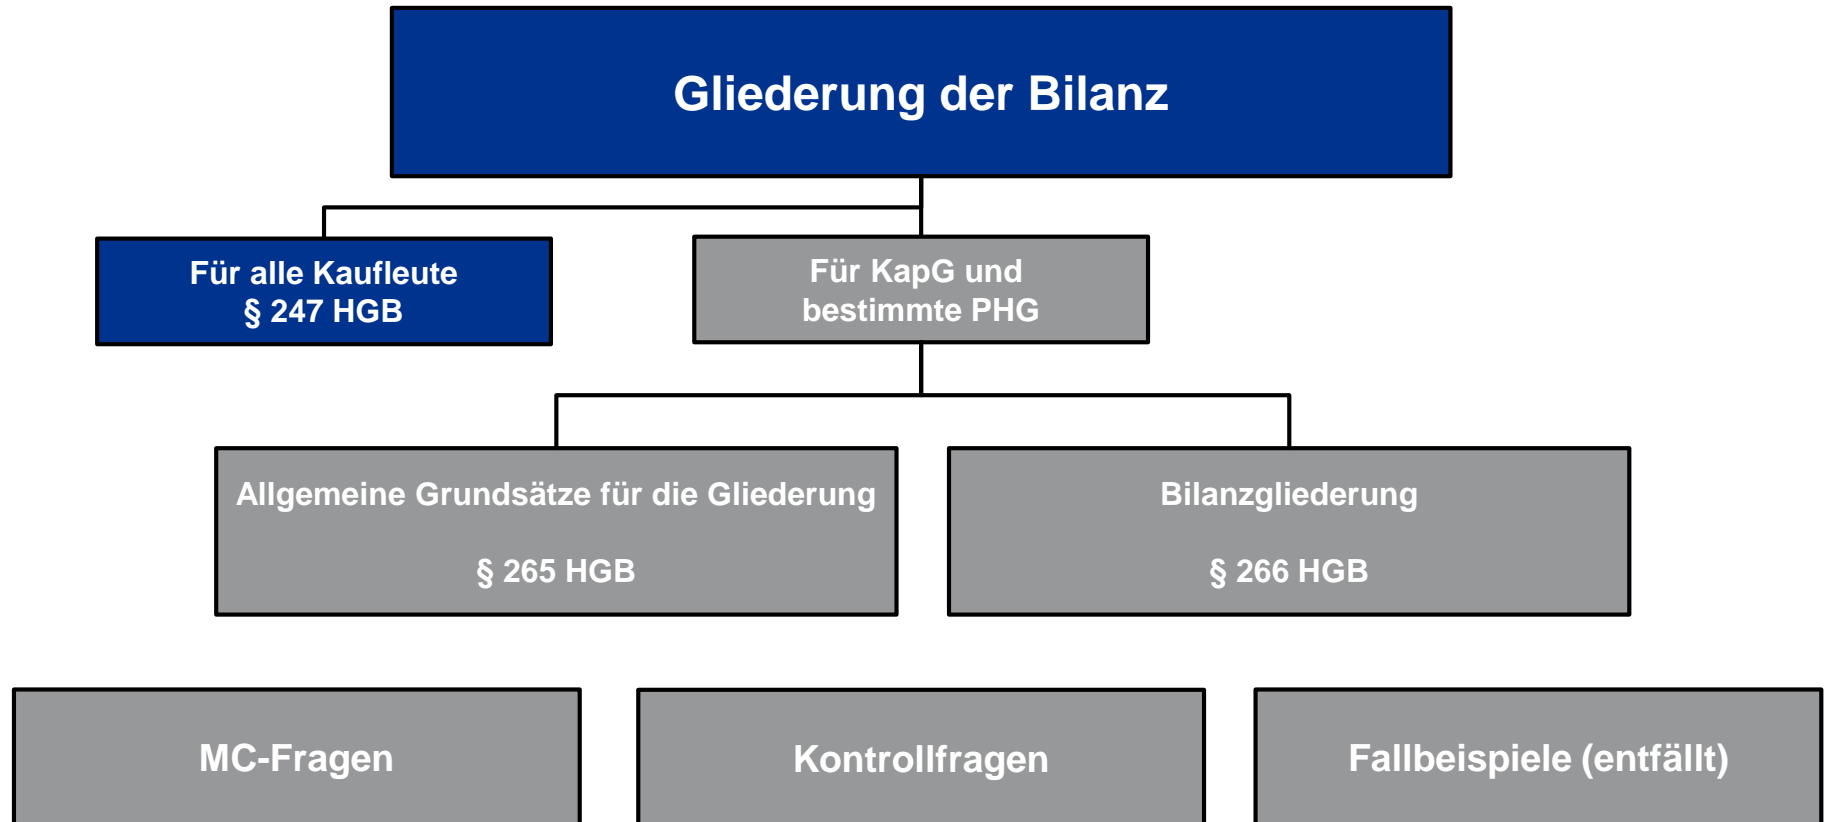 Gliederung der Bilanz
Für alle Kaufleute
§ 247 HGB
Für KapG und
bestimmte PHG
Allgemeine Grundsätze für die Gliederung
§ 265 HGB
Bilanzgliederung
§ 266 HGB
MC-Fragen
Kontrollfragen
Fallbeispiele (entfällt)